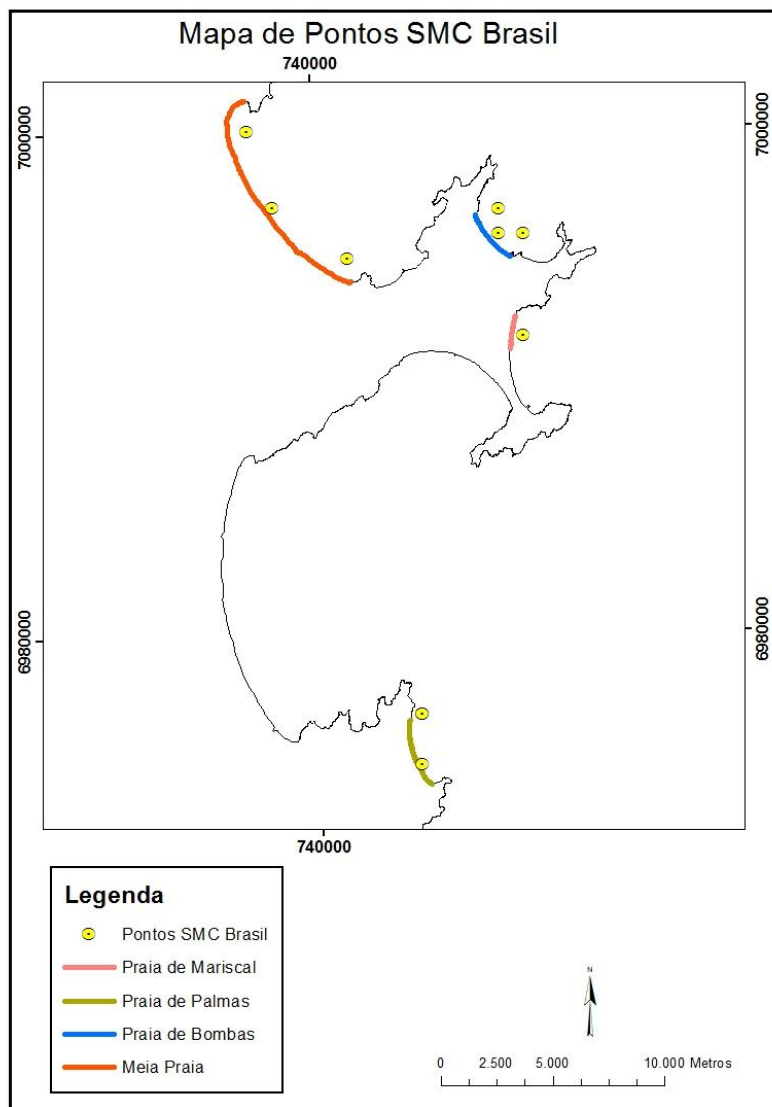 Mapa de Pontos SMC Brasil
740000
7000000
7000000
6980000
6980000
740000
Legenda
Pontos SMC Brasil
Praia de Mariscal
Praia de Palmas
Praia de Bombas
Meia Praia
N
0 2.500 5.000 10.000 Metros